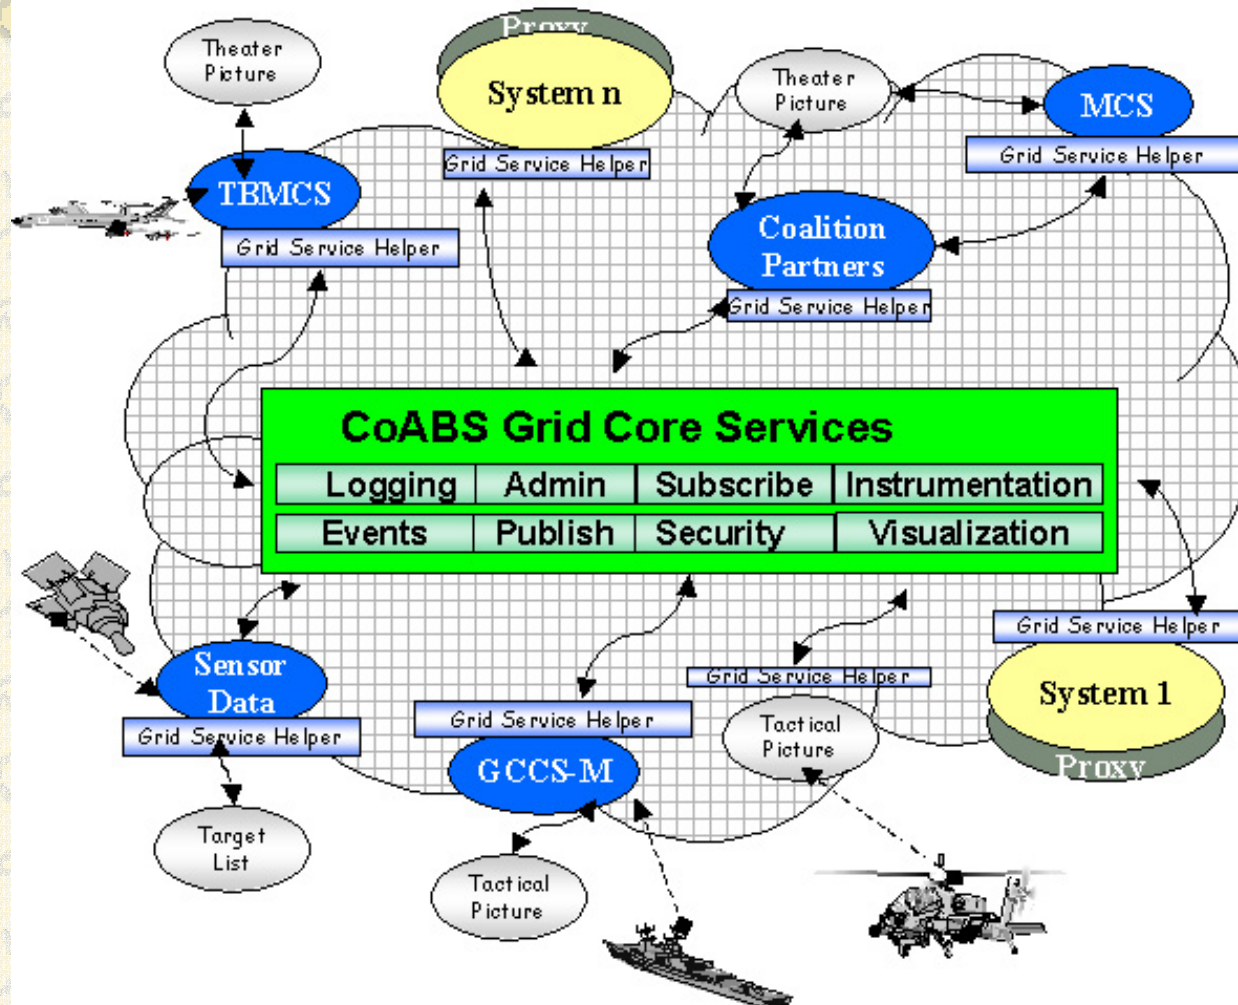 Proxy
Theater
Picture
System n
Theater
Picture
MCS
Grid Service Helper
Grid Service Helper
TBMCS
Grid Service Helper
Coalition
Partners
Grid Service Helper
CoABS Grid Core Services
Logging Admin Subscribe Instrumentation
Events Publish Security Visualization
Grid Service Helper
System 1
Proxy
Sensor
Data
Grid Service Helper
Grid Service Helper
GCCS-M
Grid Service Helper
Tactical
Picture
Target
List
Tactical
Picture